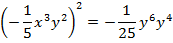 (-1/5 x³y²)² = -1/25 y⁶y⁴